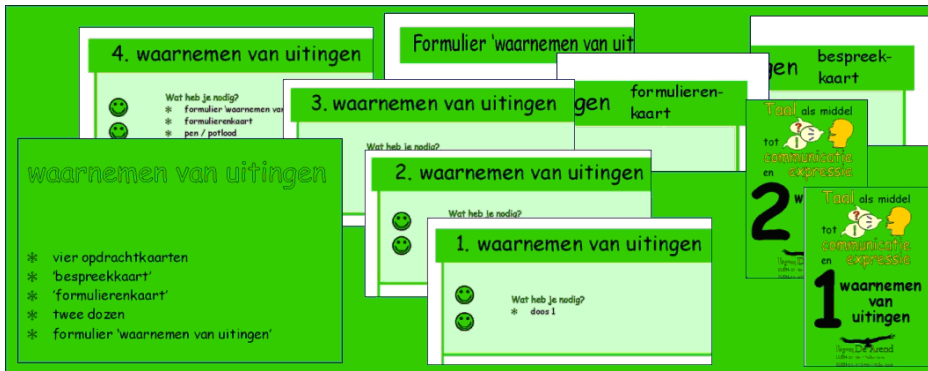 4. waarnemen van uitingen
Wat heb je nodig?
* formulier 'waarnemen van
* formulierenkaart
* pen / potlood
Formulier 'waarnemen van uit
ngen
bespreek-
kaart
3. waarnemen van uitingen
Wat heb je nodig?
ngen
formulieren-
kaart
2. waarnemen van uitingen
Wat heb je nodig?
1. waarnemen van uitingen
Wat heb je nodig?
* doos 1
waarnemen van uitingen
* vier opdrachtkaarten
* 'bespreekkaart'
* 'formulierenkaart'
* twee dozen
* formulier 'waarnemen van uitingen'
Taal als middel
tot
communicatie
en expressie
2 w
Taal als middel
tot
communicatie
en expressie
1 waarnemen
van
uitingen